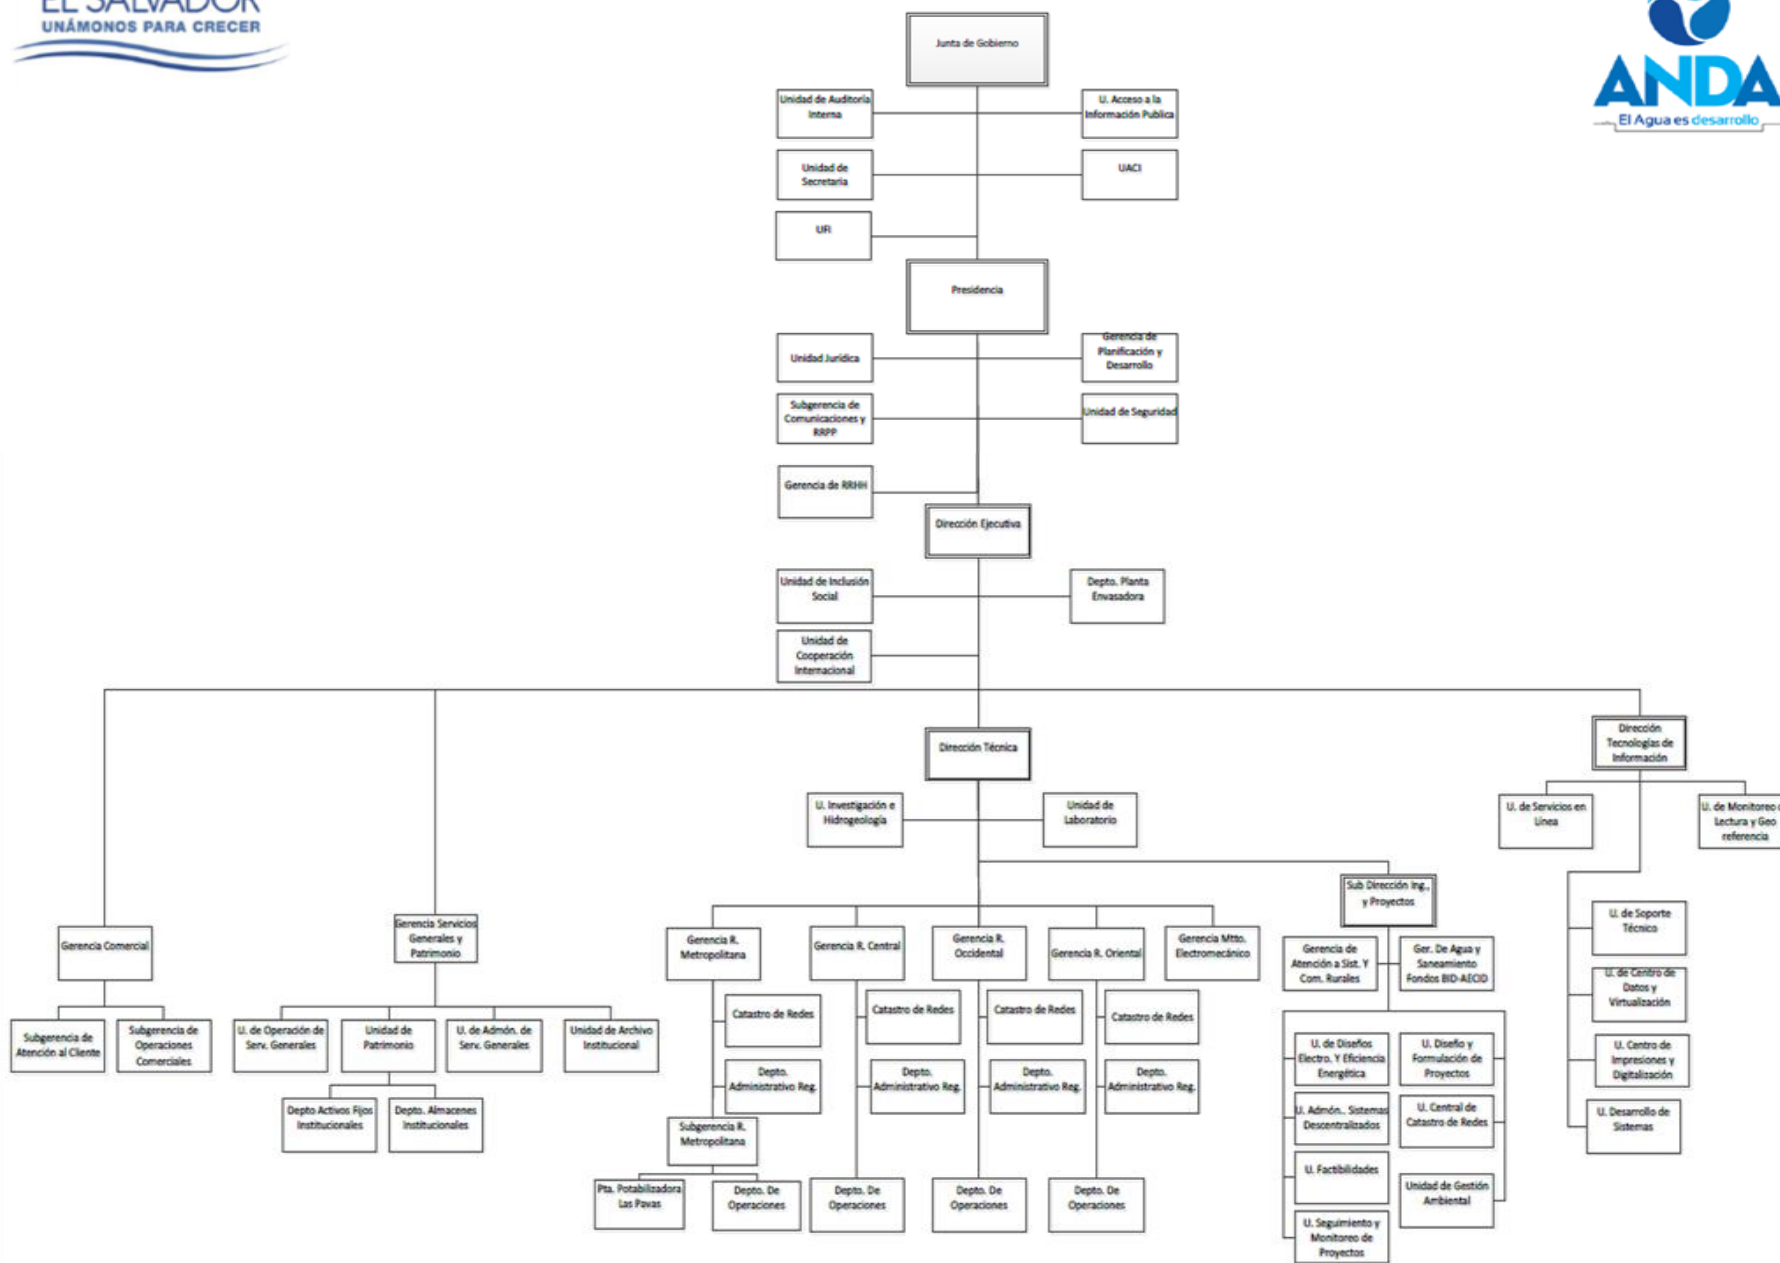 EL SALVADOR
UNÁMONOS PARA CRECER
ANDA
El Agua es desarrollo
Junta de Gobierno
Unidad de Auditoría
Interna
U. Acceso a la
Información Publica
Unidad de
Secretaria
UACI
UFI
Presidencia
Unidad Jurídica
Gerencia de
Planificación y
Desarrollo
Subgerencia de
Comunicaciones y
RRPP
Unidad de Seguridad
Gerencia de RRHH
Dirección Ejecutiva
Unidad de Inclusión
Social
Depto. Planta
Envasadora
Unidad de
Cooperación
Internacional
Dirección Técnica
Dirección
Tecnologías de
Información
U. Investigación e
Hidrogeología
Unidad de
Laboratorio
U. de Servicios en
Línea
U. de Monitoreo
Lectura y Geo
referencia
Sub Dirección Ing.,
y Proyectos
Gerencia Comercial
Gerencia Servicios
Generales y
Patrimonio
Gerencia R.
Metropolitana
Gerencia R. Central
Gerencia R.
Occidental
Gerencia R. Oriental
Gerencia Mtto.
Electromecánico
Gerencia de
Atención a Sist. Y
Com. Rurales
Ger. De Agua y
Saneamiento
Fondos BID-AECID
U. de Soporte
Técnico
U. de Centro de
Datos y
Virtualización
U. Centro de
Impresiones y
Digitalización
U. Desarrollo de
Sistemas
Subgerencia de
Atención al Cliente
Subgerencia de
Operaciones
Comerciales
U. de Operación de
Serv. Generales
Unidad de
Patrimonio
U. de Admón. de
Serv. Generales
Unidad de Archivo
Institucional
Depto Activos Fijos
Institucionales
Depto. Almacenes
Institucionales
Catastro de Redes
Catastro de Redes
Catastro de Redes
Catastro de Redes
Depto.
Administrativo Reg.
Depto.
Administrativo Reg.
Depto.
Administrativo Reg.
Depto.
Administrativo Reg.
Subgerencia R.
Metropolitana
Pta. Potabilizadora
Las Pavas
Depto. De
Operaciones
Depto. De
Operaciones
Depto. De
Operaciones
Depto. De
Operaciones
U. de Diseños
Electro. Y Eficiencia
Energética
U. Diseño y
Formulación de
Proyectos
U. Admón.. Sistemas
Descentralizados
U. Central de
Catastro de Redes
U. Factibilidades
Unidad de Gestión
Ambiental
U. Seguimiento y
Monitoreo de
Proyectos